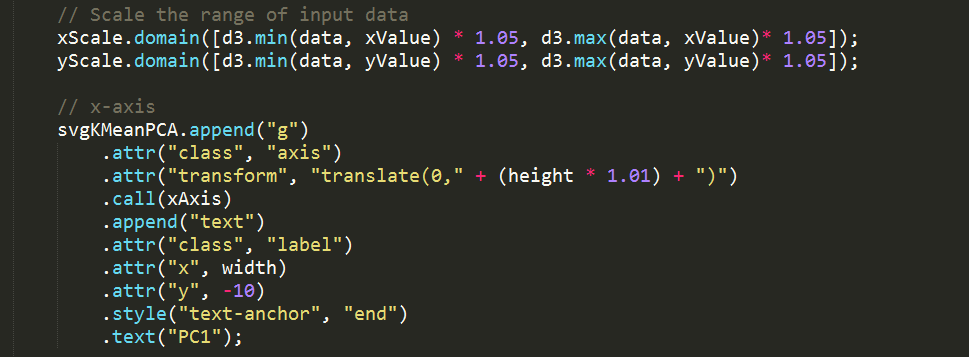 // Scale the range of input data
xScale.domain([d3.min(data, xValue) * 1.05, d3.max(data, xValue)* 1.05]);
yScale.domain([d3.min(data, yValue) * 1.05, d3.max(data, yValue)* 1.05]);

// x-axis
svgKMeanPCA.append("g")
    .attr("class", "axis")
    .attr("transform", "translate(0," + (height * 1.01) + ")")
    .call(xAxis)
    .append("text")
    .attr("class", "label")
    .attr("x", width)
    .attr("y", -10)
    .style("text-anchor", "end")
    .text("PC1");